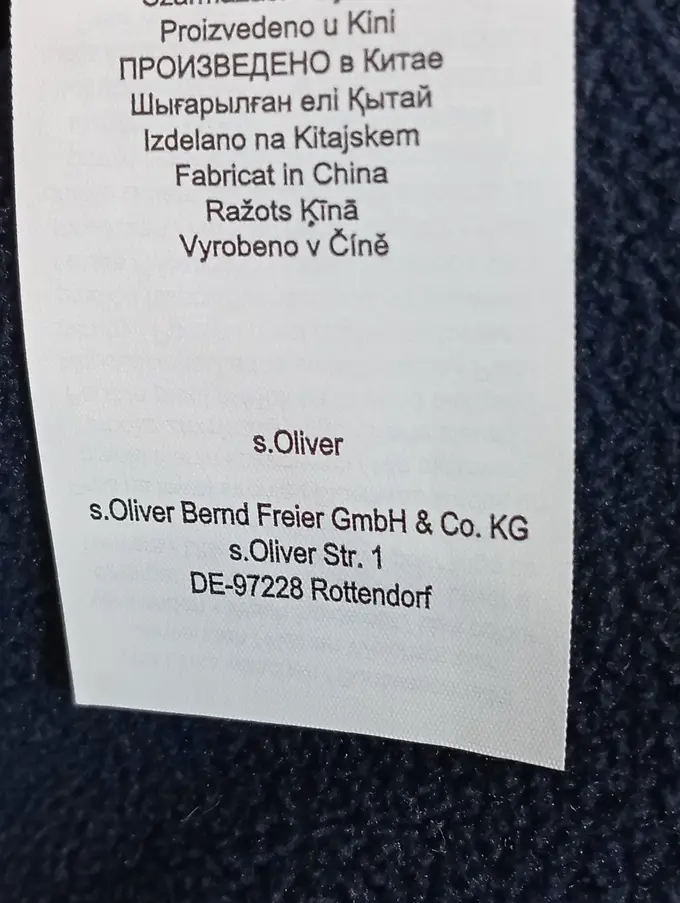 Proizvedeno u Kini
ПРОИЗВЕДЕНО в Китае
Шығарылған елі Қытай
Izdelano na Kitajskem
Fabricat in China
Ražots Ķīnā
Vyrobeno v Číně
s.Oliver
s.Oliver Bernd Freier GmbH & Co. KG
s.Oliver Str. 1
DE-97228 Rottendorf